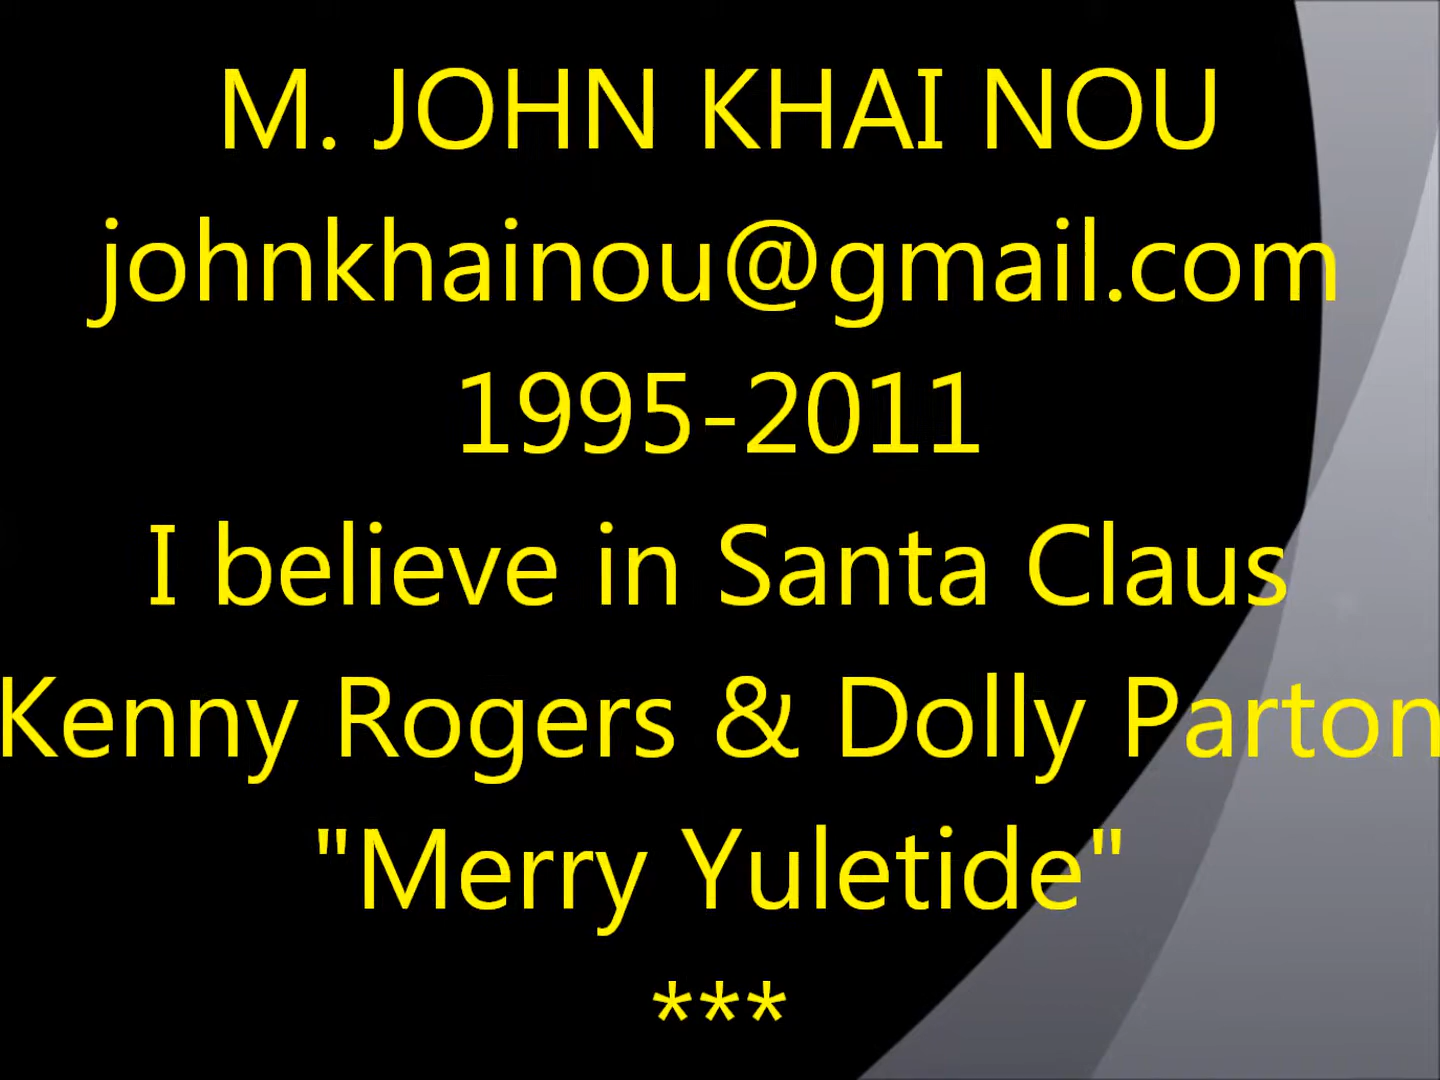 M. JOHN KHAI NOU
johnkhainou@gmail.com
1995-2011
I believe in Santa Claus
Kenny Rogers & Dolly Parton
"Merry Yuletide"
***